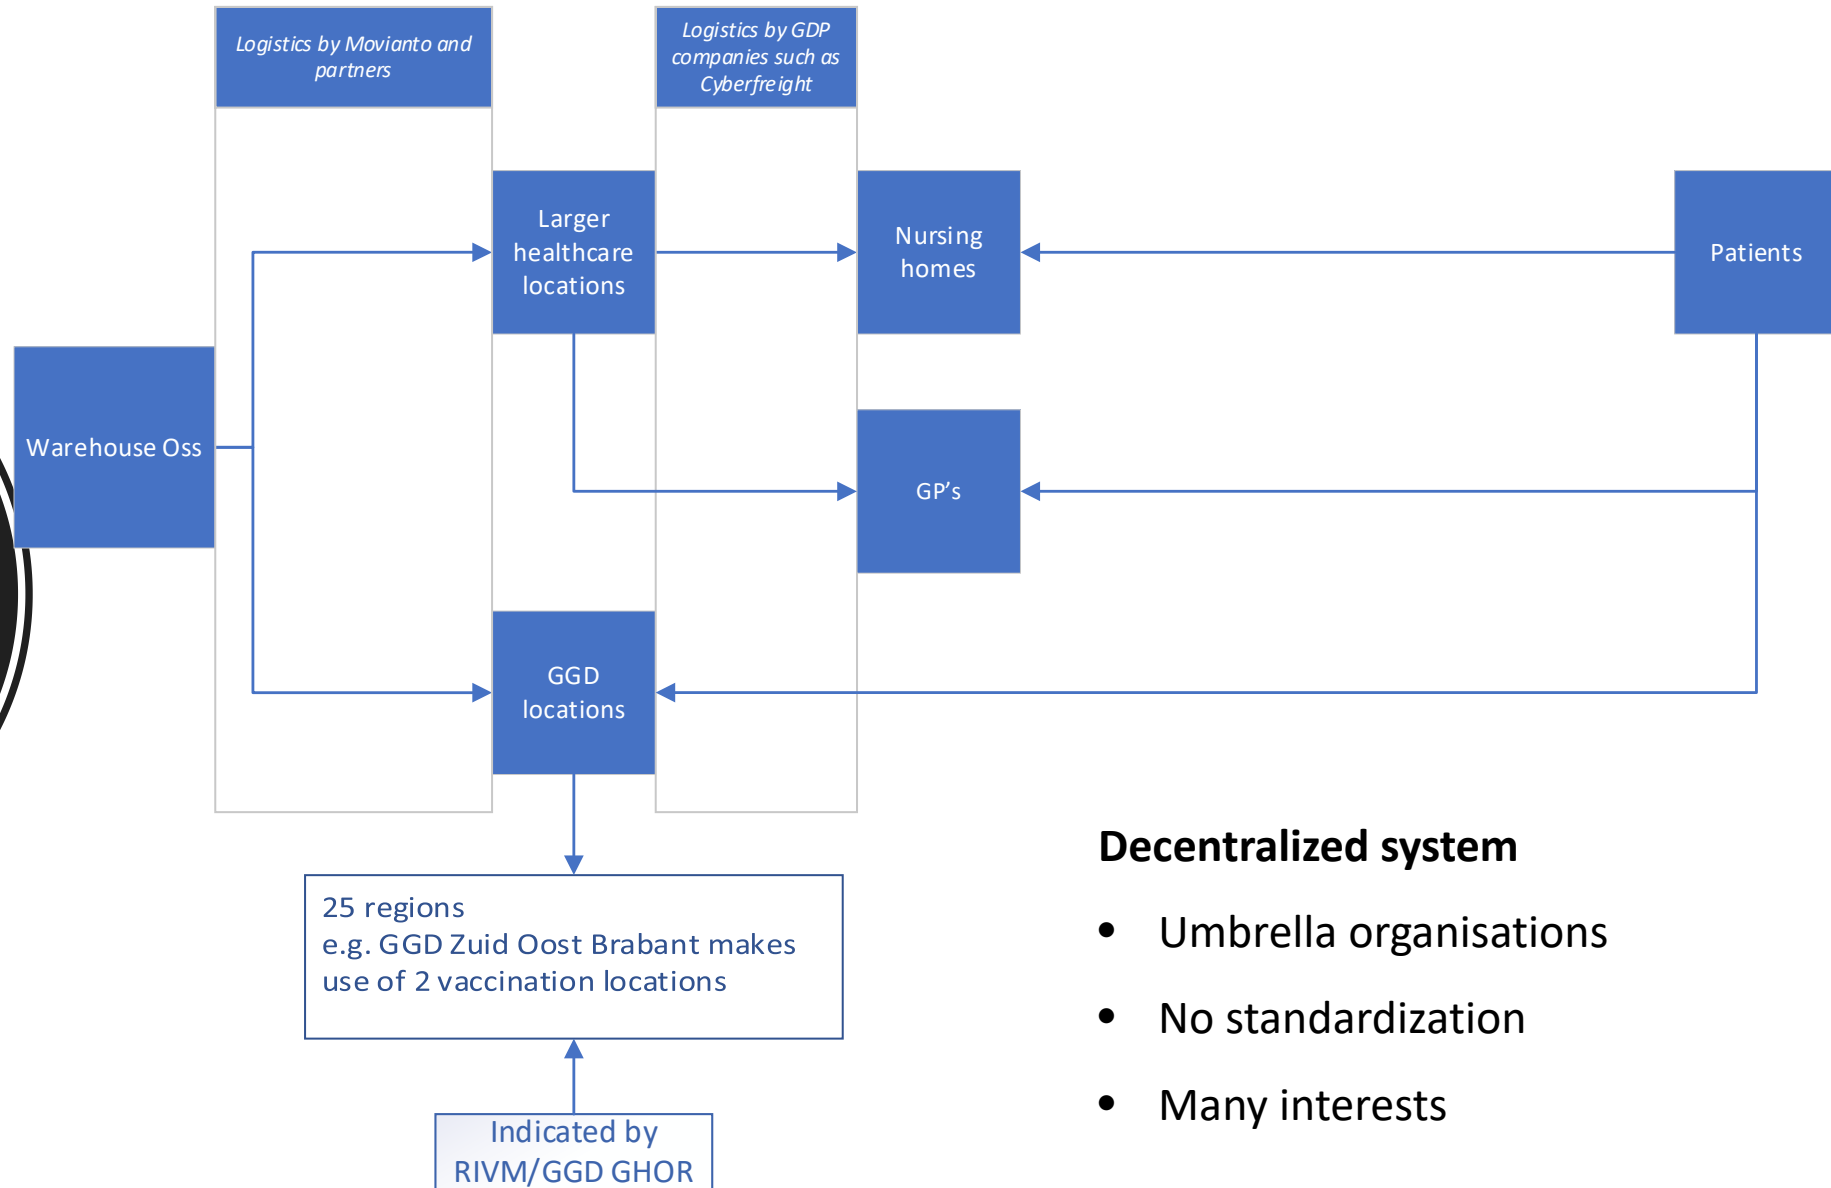 Logistics by Movianto and
partners
Logistics by GDP
companies such as
Cyberfreight
Larger
healthcare
locations
Nursing
homes
Patients
Warehouse Oss
GP's
GGD
locations
25 regions
e.g. GGD Zuid Oost Brabant makes
use of 2 vaccination locations
Indicated by
RIVM/GGD GHOR
Decentralized system
• Umbrella organisations
• No standardization
• Many interests